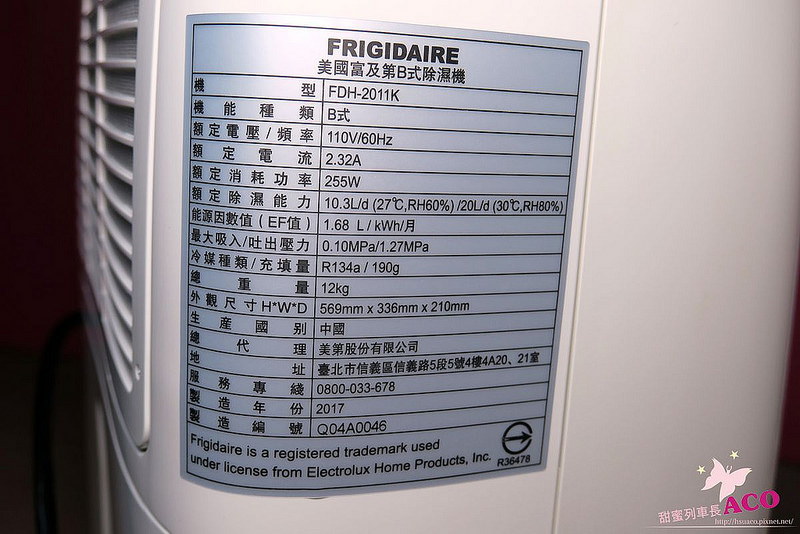 FRIGIDAIRE
美國富及第B式除濕機
機型 FDH-2011K
機能種類 B式
額定電壓/頻率 110V/60Hz
額定電流 2.32A
額定消耗功率 255W
額定除濕能力 10.3L/d (27℃,RH60%) /20L/d (30℃,RH80%)
能源因數值（EF值） 1.68 L / kWh/月
最大吸入/吐出壓力 0.10MPa/1.27MPa
冷媒種類/充填量 R134a / 190g
總重量 12kg
外觀尺寸H*W*D 569mm x 336mm x 210mm
生產國別 中國
總代理 美第股份有限公司
地址 臺北市信義區信義路5段5號4樓4A20、21室
服務專綫 0800-033-678
製造年份 2017
製造編號 Q04A0046
Frigidaire is a registered trademark used
under license from Electrolux Home Products, Inc.
R36478
甜蜜列車長ACO
http://hsuaco.pixnet.net/